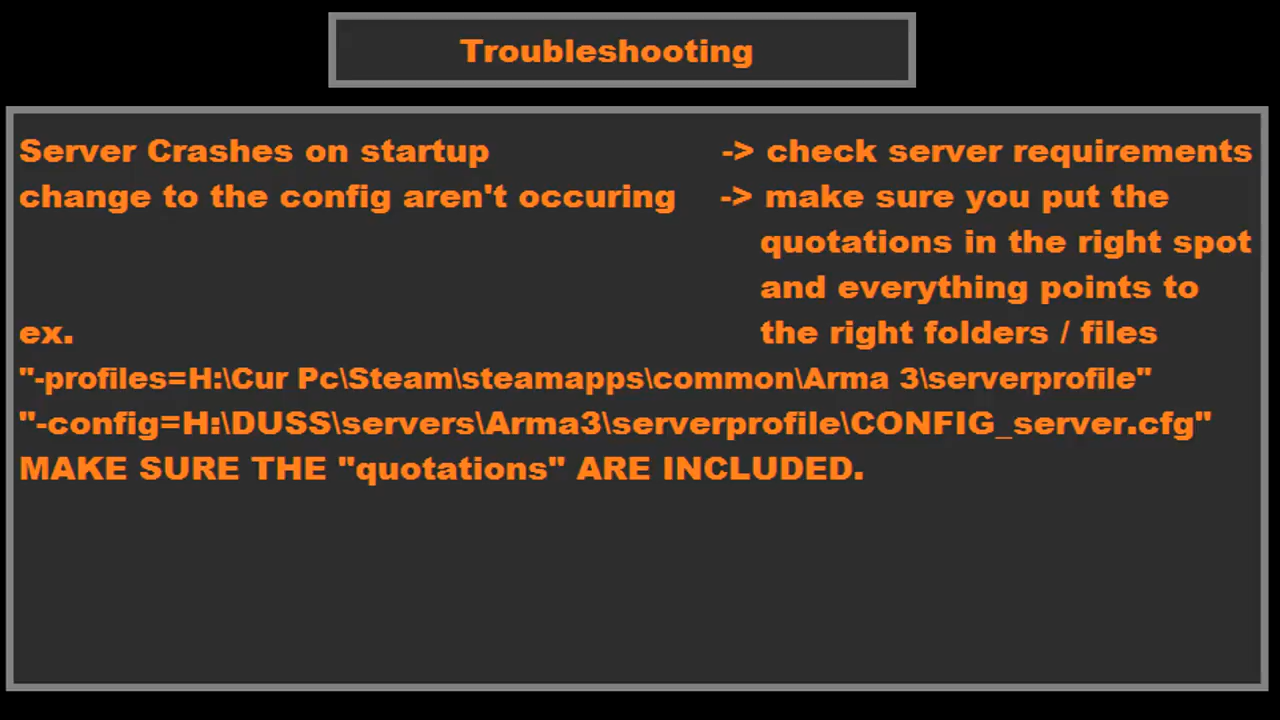 Troubleshooting
Server Crashes on startup -> check server requirements
change to the config aren't occuring -> make sure you put the
quotations in the right spot
and everything points to
ex. the right folders / files
"-profiles=H:\Cur Pc\Steam\steamapps\common\Arma 3\serverprofile"
"-config=H:\DUSS\servers\Arma3\serverprofile\CONFIG_server.cfg"
MAKE SURE THE "quotations" ARE INCLUDED.